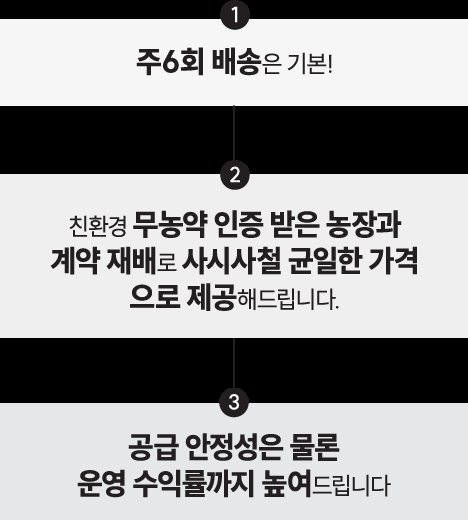 1
주6회 배송은 기본!
2
친환경 무농약 인증 받은 농장과
계약 재배로 사시사철 균일한 가격
으로 제공해드립니다.
3
공급 안정성은 물론
운영 수익률까지 높여드립니다